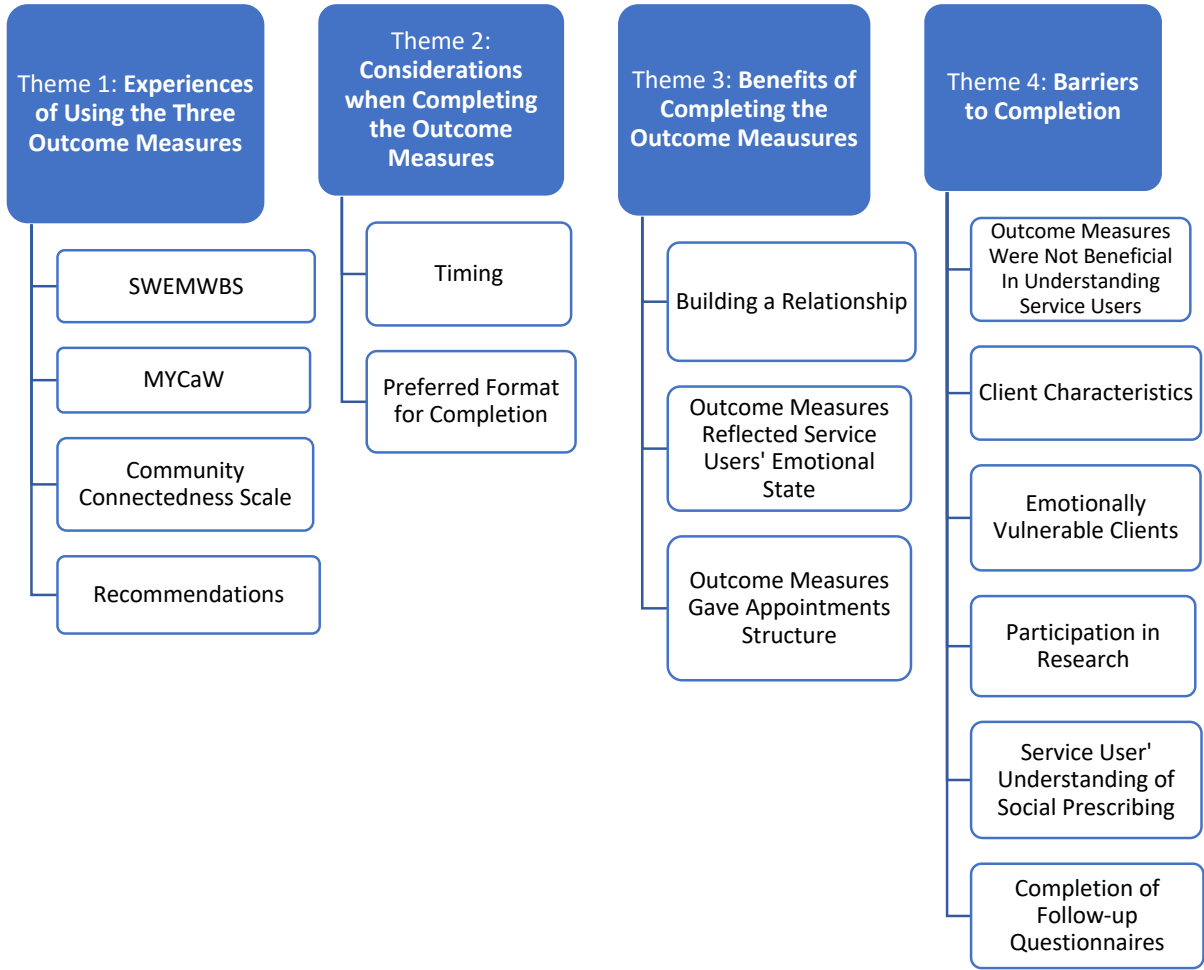 Theme 1: Experiences
of Using the Three
Outcome Measures
SWEMWBS
MYCaW
Community
Connectedness Scale
Recommendations
Theme 2:
Considerations
when Completing
the Outcome
Measures
Timing
Preferred Format
for Completion
Theme 3: Benefits of
Completing the
Outcome Meausures
Building a Relationship
Outcome Measures
Reflected Service
Users' Emotional
State
Outcome Measures
Gave Appointments
Structure
Theme 4: Barriers
to Completion
Outcome Measures
Were Not Beneficial
In Understanding
Service Users
Client Characteristics
Emotionally
Vulnerable Clients
Participation in
Research
Service User'
Understanding of
Social Prescribing
Completion of
Follow-up
Questionnaires